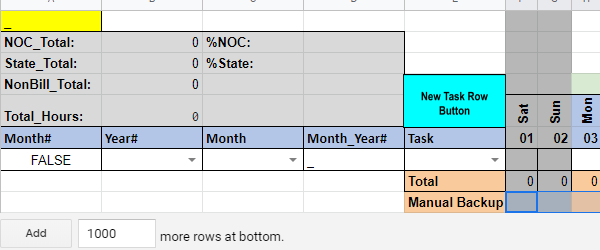 _
NOC_Total: 0 %NOC:
State_Total: 0 %State:
NonBill_Total: 0
Total_Hours: 0
New Task Row
Button
Sat Sun Mon
Month# Year# Month Month_Year# Task 01 02 03
FALSE _
Total 0 0 0
Manual Backup
Add 1000 more rows at bottom.